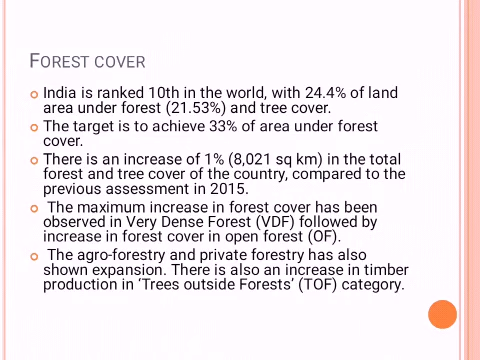 FOREST COVER
India is ranked 10th in the world, with 24.4% of land
area under forest (21.53%) and tree cover.
The target is to achieve 33% of area under forest
cover.
There is an increase of 1% (8,021 sq km) in the total
forest and tree cover of the country, compared to the
previous assessment in 2015.
The maximum increase in forest cover has been
observed in Very Dense Forest (VDF) followed by
increase in forest cover in open forest (OF).
The agro-forestry and private forestry has also
shown expansion. There is also an increase in timber
production in ‘Trees outside Forests’ (TOF) category.